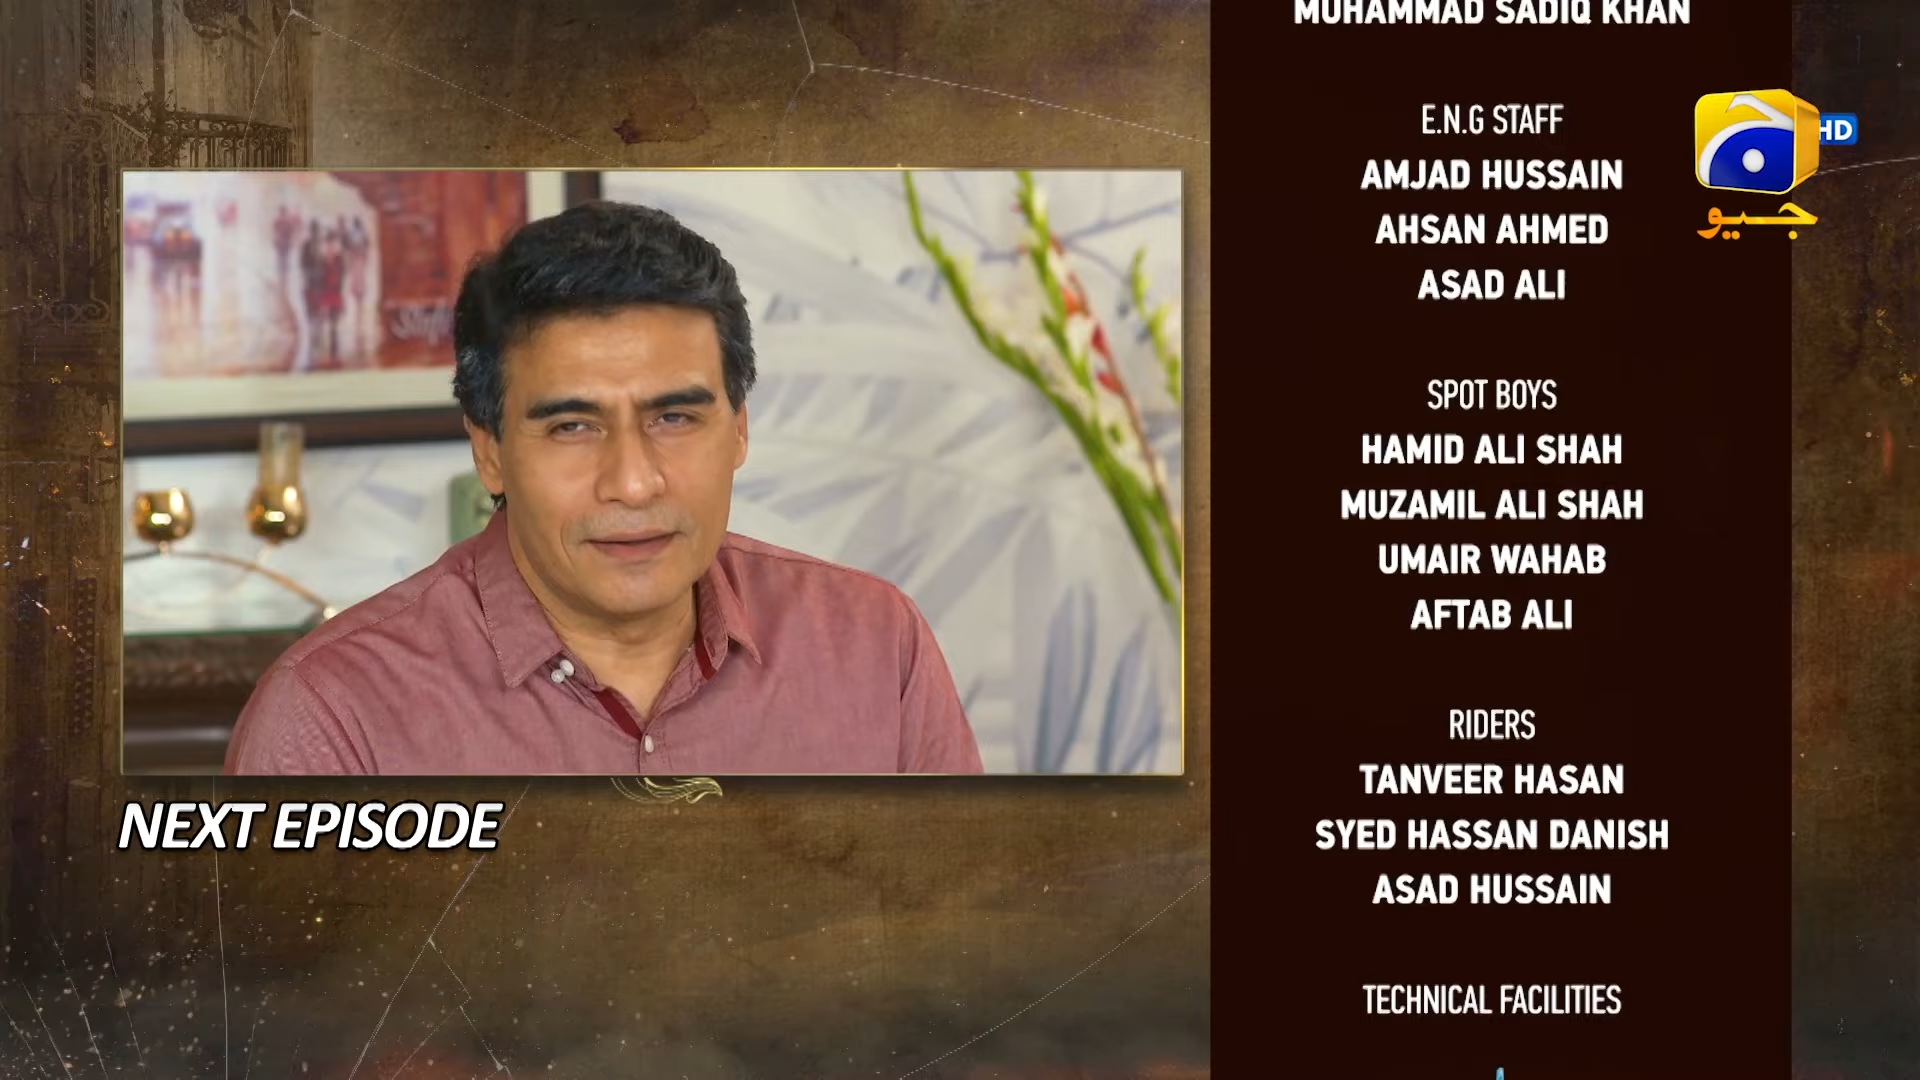 MUHAMMAD SADIQ KHAN
E.N.G STAFF
AMJAD HUSSAIN
AHSAN AHMED
ASAD ALI
HD
جیو
SPOT BOYS
HAMID ALI SHAH
MUZAMIL ALI SHAH
UMAIR WAHAB
AFTAB ALI
RIDERS
TANVEER HASAN
SYED HASSAN DANISH
ASAD HUSSAIN
TECHNICAL FACILITIES
NEXT EPISODE